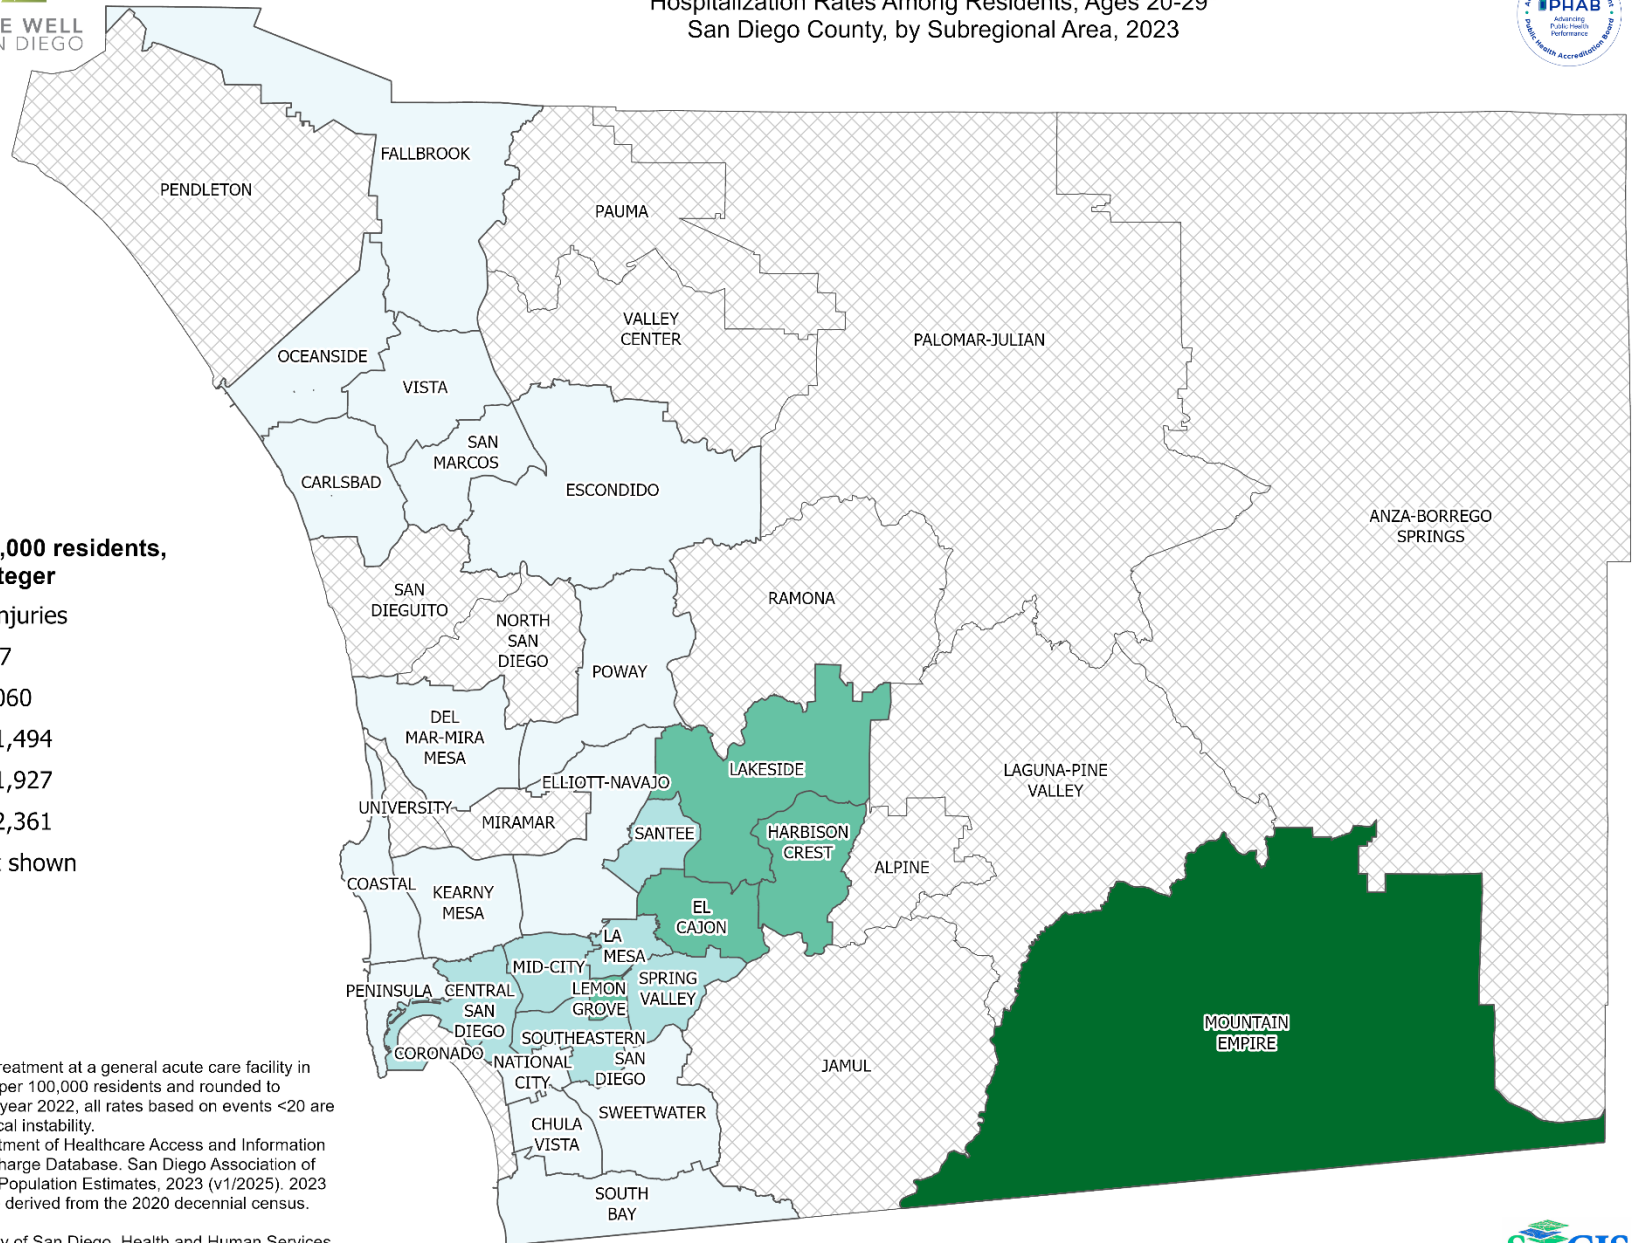 E WELL
N DIEGO
Hospitalization Rates Among Residents, Ages 20-29
San Diego County, by Subregional Area, 2023
PHAB
Advancing
Public Health
Performance
Public Health Accreditation Board
PENDLETON
FALLBROOK
PAUMA
VALLEY
CENTER
PALOMAR-JULIAN
OCEANSIDE
VISTA
SAN
MARCOS
CARLSBAD
ESCONDIDO
ANZA-BORREGO
SPRINGS
,000 residents,
teger
njuries
7
060
1,494
1,927
2,361
t shown
SAN
DIEGUITO
NORTH
SAN
DIEGO
RAMONA
POWAY
DEL
MAR-MIRA
MESA
ELLIOTT-NAVAJO
LAKESIDE
LAGUNA-PINE
VALLEY
UNIVERSITY
MIRAMAR
SANTEE
HARBISON
CREST
ALPINE
COASTAL
KEARNY
MESA
EL
CAJON
LA
MESA
MID-CITY
PENINSULA
CENTRAL
SAN
DIEGO
LEMON
GROVE
SPRING
VALLEY
CORONADO
SOUTHEASTERN
SAN
DIEGO
NATIONAL
CITY
JAMUL
MOUNTAIN
EMPIRE
CHULA
VISTA
SWEETWATER
SOUTH
BAY
reatment at a general acute care facility in
per 100,000 residents and rounded to
year 2022, all rates based on events <20 are
cal instability.
tment of Healthcare Access and Information
harge Database. San Diego Association of
Population Estimates, 2023 (v1/2025). 2023
derived from the 2020 decennial census.
y of San Diego, Health and Human Services